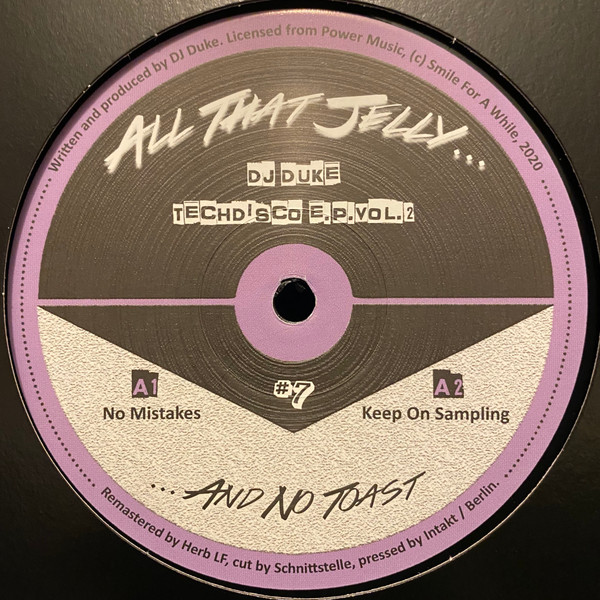 Written and produced by DJ Duke. Licensed from Power Music, (c) Smile For A While, 2020
ALL THAT JELLY...
DJ DUKE
TECHDISCO E.P. VOL. 2
A1
No Mistakes
#7
A2
Keep On Sampling
...AND NO TOAST
Remastered by Herb LF, cut by Schnittstelle, pressed by Intakt / Berlin.